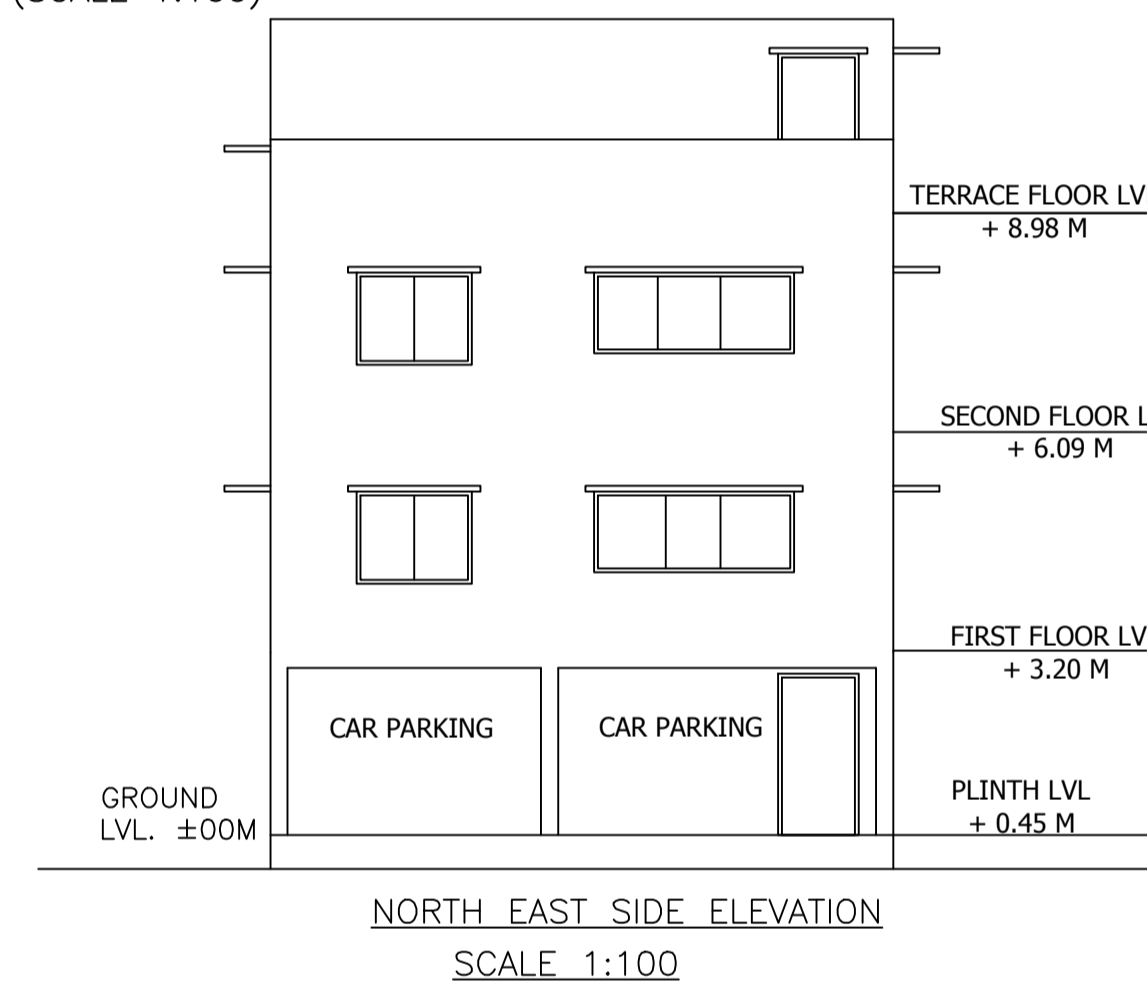 TERRACE FLOOR LV
+ 8.98 M
SECOND FLOOR L
+ 6.09 M
FIRST FLOOR LV
+ 3.20 M
CAR PARKING
CAR PARKING
GROUND
LVL. ±00M
PLINTH LVL
+ 0.45 M
NORTH EAST SIDE ELEVATION
SCALE 1:100